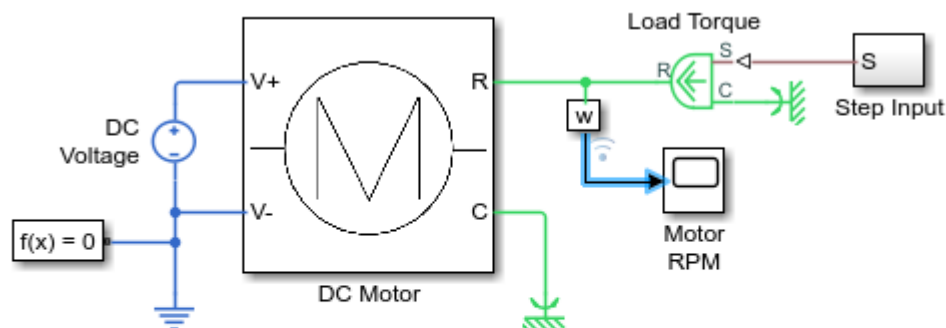 Load Torque
V+
R
R
S
C
S
Step Input
DC
Voltage
w
V-
C
f(x) = 0
Motor
RPM
DC Motor